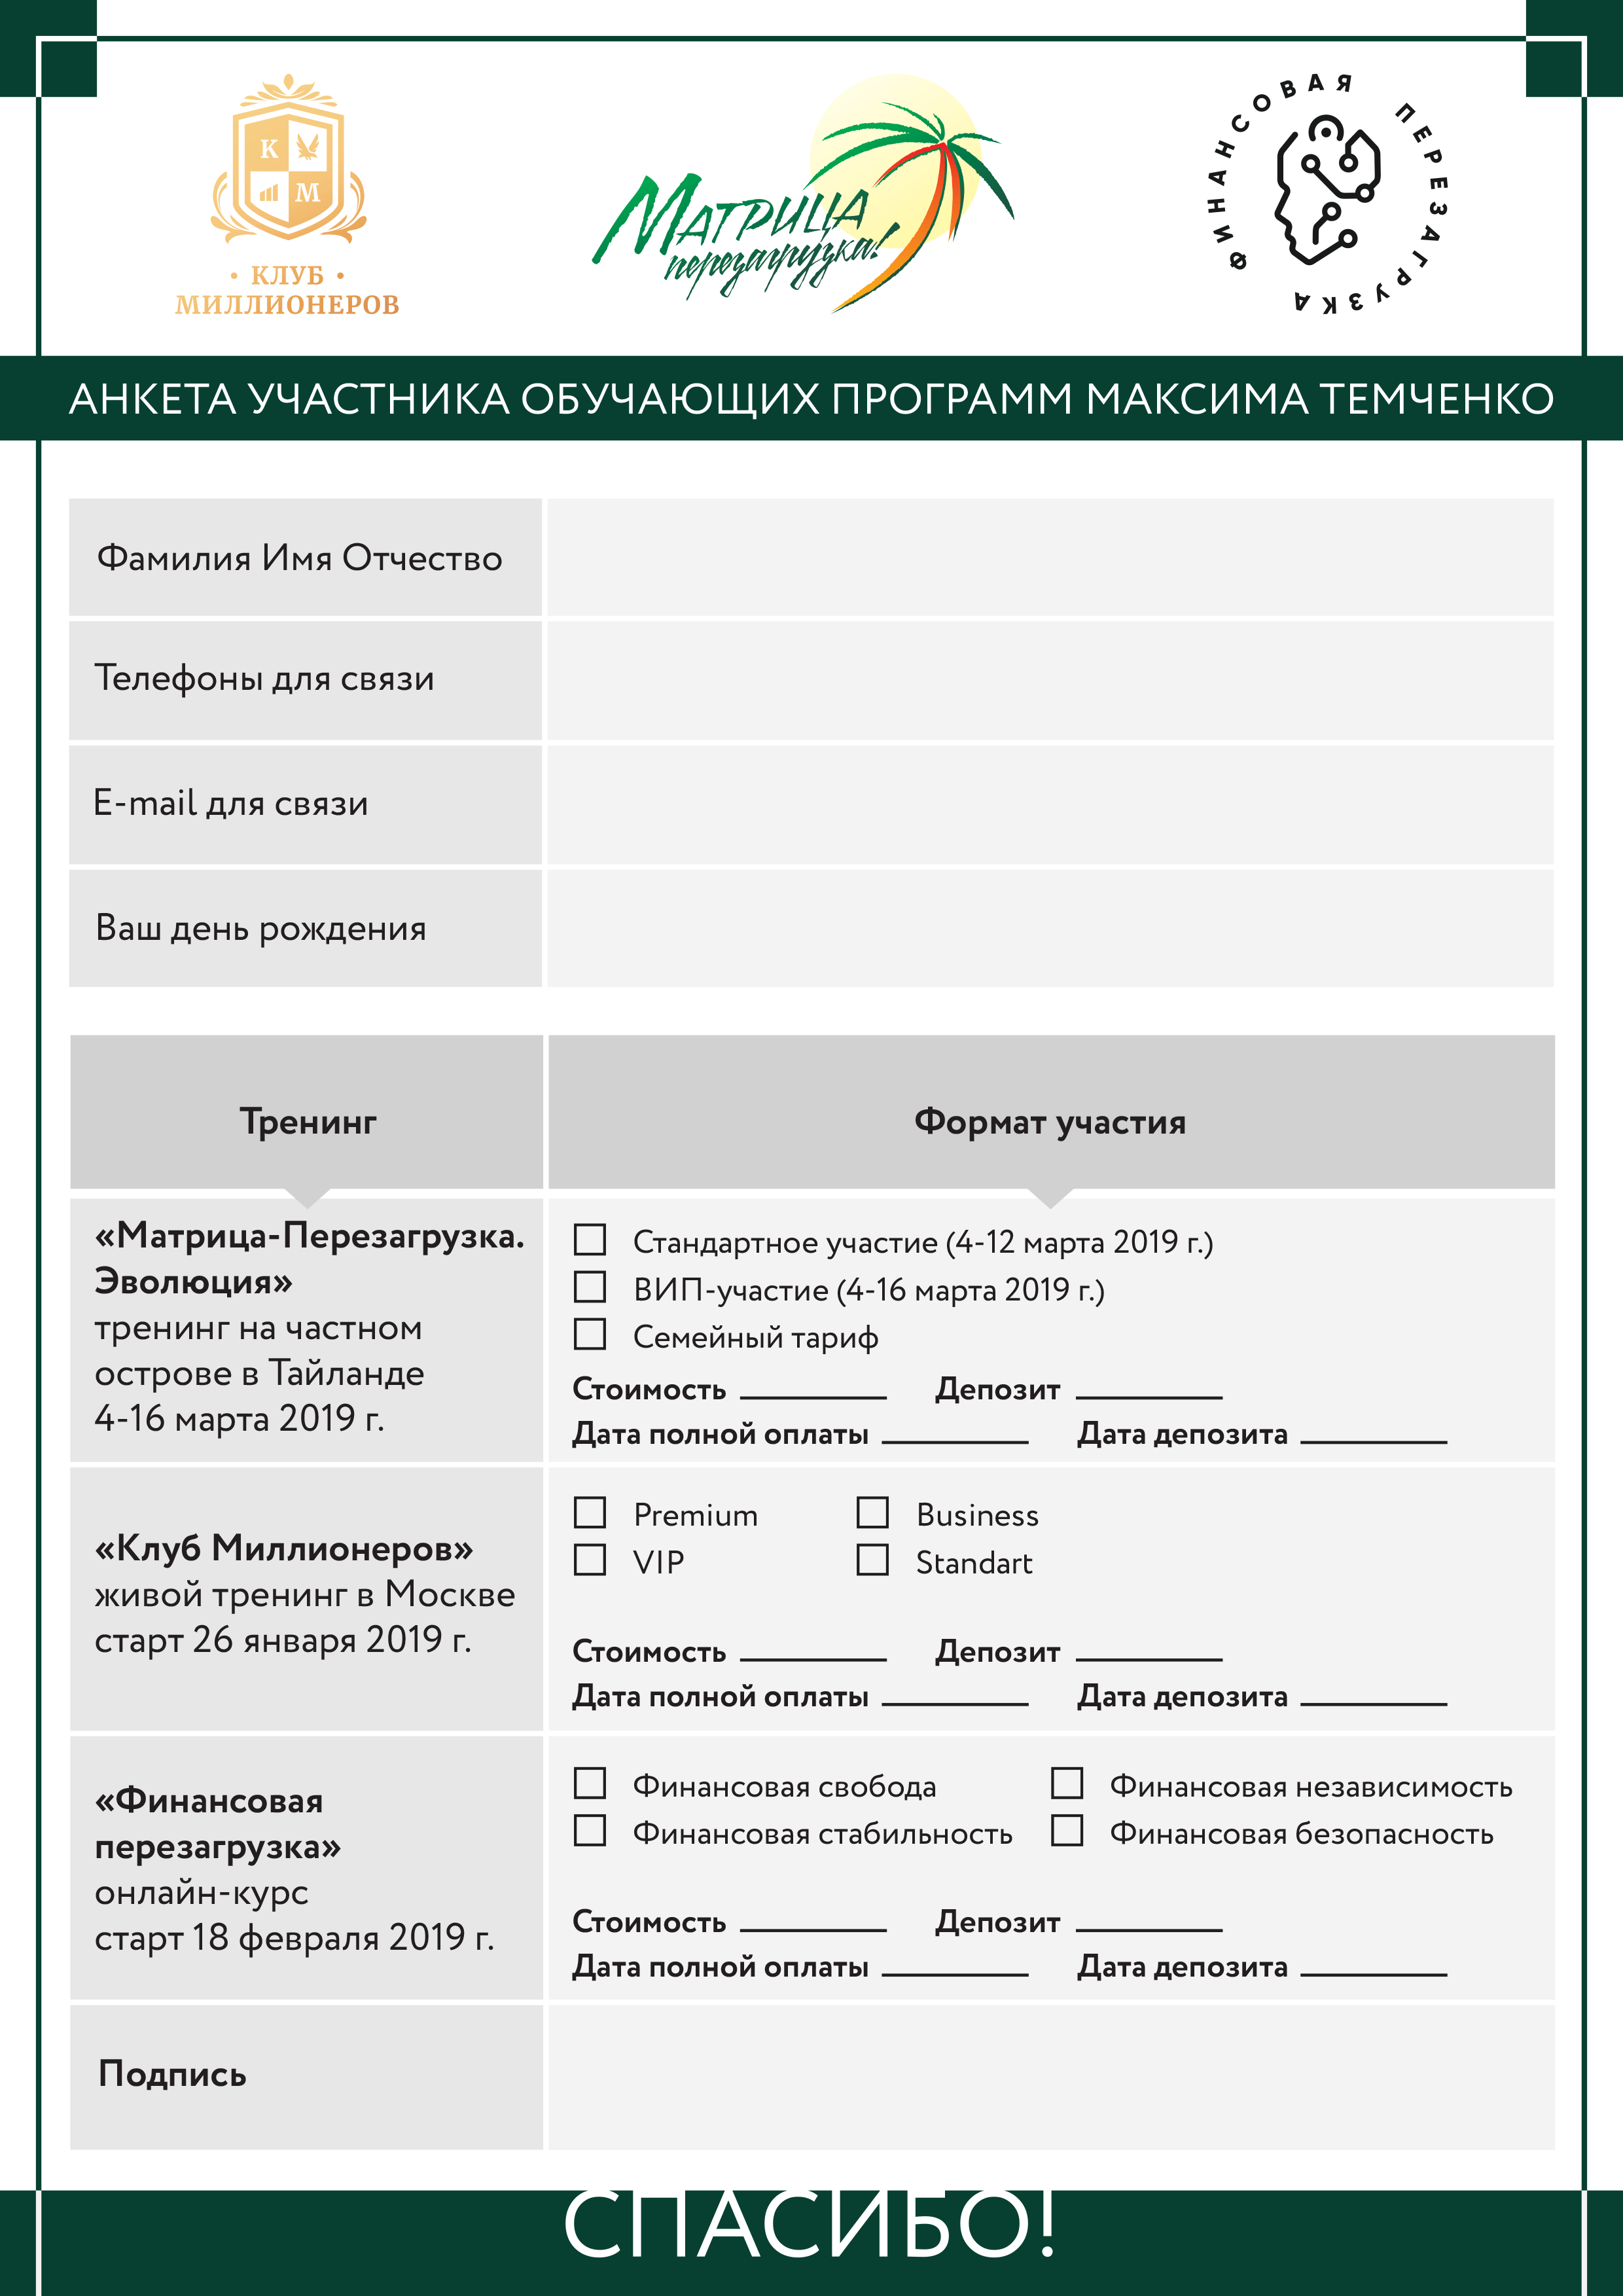 К
М
• КЛУБ •
МИЛЛИОНЕРОВ
МАТРИЦА
перезагрузка!
ФИНАНСОВАЯ ПЕРЕЗАГРУЗКА
АНКЕТА УЧАСТНИКА ОБУЧАЮЩИХ ПРОГРАММ МАКСИМА ТЕМЧЕНКО
Фамилия Имя Отчество
Телефоны для связи
E-mail для связи
Ваш день рождения
Тренинг
Формат участия
«Матрица-Перезагрузка.
Эволюция»
тренинг на частном
острове в Тайланде
4-16 марта 2019 г.
Стандартное участие (4-12 марта 2019 г.)
ВИП-участие (4-16 марта 2019 г.)
Семейный тариф
Стоимость ________ Депозит ________
Дата полной оплаты ________ Дата депозита ________
«Клуб Миллионеров»
живой тренинг в Москве
старт 26 января 2019 г.
Premium Business
VIP Standart
Стоимость ________ Депозит ________
Дата полной оплаты ________ Дата депозита ________
«Финансовая
перезагрузка»
онлайн-курс
старт 18 февраля 2019 г.
Финансовая свобода Финансовая независимость
Финансовая стабильность Финансовая безопасность
Стоимость ________ Депозит ________
Дата полной оплаты ________ Дата депозита ________
Подпись
СПАСИБО!